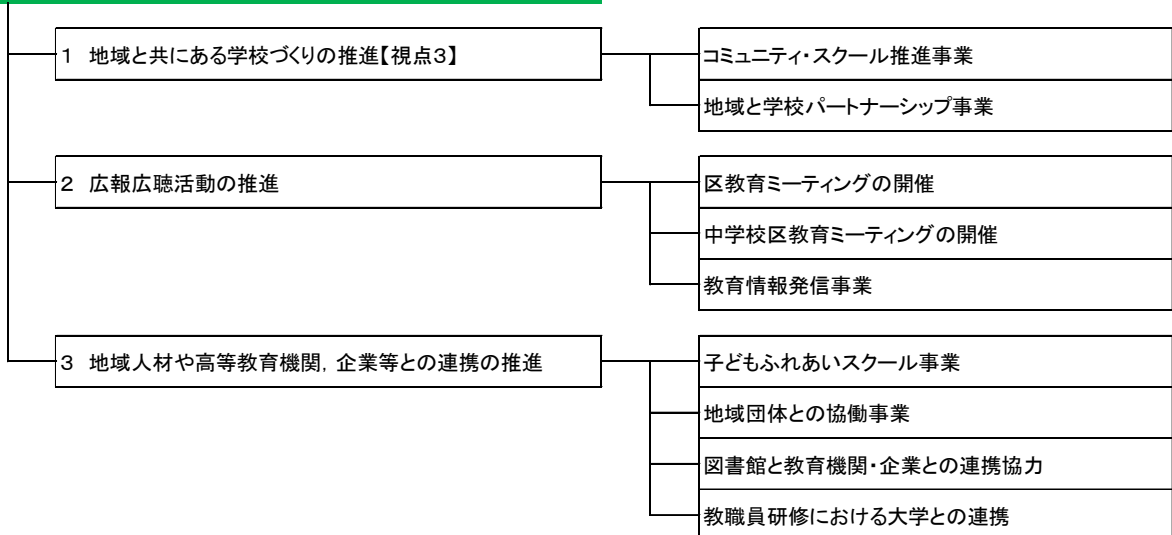 1 地域と共にある学校づくりの推進【視点3】
コミュニティ・スクール推進事業
地域と学校パートナーシップ事業
2 広報広聴活動の推進
区教育ミーティングの開催
中学校区教育ミーティングの開催
教育情報発信事業
3 地域人材や高等教育機関，企業等との連携の推進
子どもふれあいスクール事業
地域団体との協働事業
図書館と教育機関・企業との連携協力
教職員研修における大学との連携